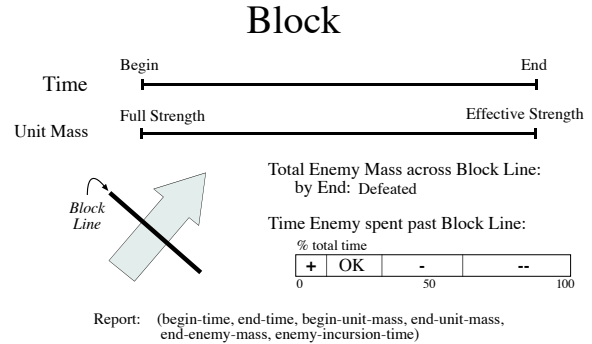 Block
Begin End
Time
Full Strength Effective Strength
Unit Mass
Total Enemy Mass across Block Line:
by End: Defeated
Block
Line
Time Enemy spent past Block Line:
% total time
+ OK - --
0 50 100
Report: (begin-time, end-time, begin-unit-mass, end-unit-mass,
end-enemy-mass, enemy-incursion-time)